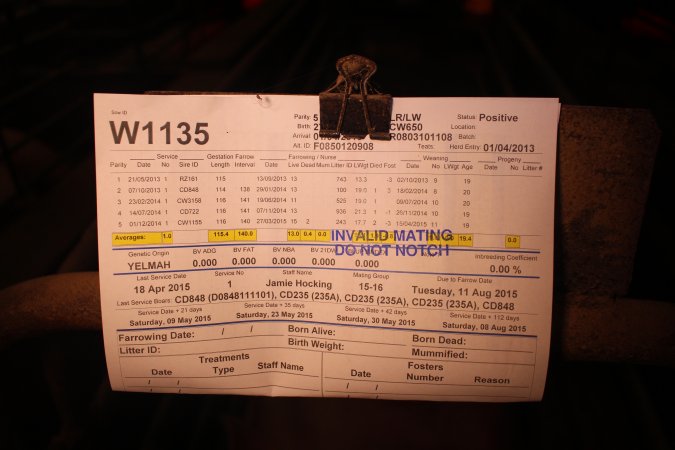 Sire ID
W1135
Parity: 5 LR/LW Status: Positive
Birth: CW650 Location:
Arrival: R0803101108 Batch:
Alt. ID: F0850120908 Teats: Herd Entry 01/04/2013
Service Gestation Farrow Farrowing / Nurse Weaning Progeny
Parity Date No Sire ID Length Interval Date Live Dead Mum Litter ID LWgt Died Fost Date No LWgt Age Date No Litter #
1 21/05/2013 1 RZ161 115 13/09/2013 13 743 13.3 -3 02/10/2013 9 19
2 07/10/2013 1 CD848 114 138 29/01/2014 13 100 19.0 1 3 18/02/2014 8 20
3 23/02/2014 1 CW3158 116 141 19/06/2014 13 190 19.0 2 09/07/2014 10 20
4 14/07/2014 1 CD722 116 141 07/11/2014 13 936 21.3 -1 25/11/2014 10 19
5 01/12/2014 1 CW1155 116 140 27/03/2015 15 2 243 17.7 2 -3 15/04/2015 10 19
Averages: 1.0 115.4 140.0 13.0 0.4 0.0 19.4 0.0
INVALID MATING
DO NOT NOTCH
Genetic Origin BV ADG BV FAT BV NBA BV 21DW Inbreeding Coefficient
YELMAH 0.000 0.000 0.000 0.000 0.000 0.00 %
Last Service Date Service No Staff Name Mating Group Due to Farrow Date
18 Apr 2015 1 Jamie Hocking 15-16 Tuesday, 11 Aug 2015
Last Service Boars: CD848 (D0848111101), CD235 (235A), CD235 (235A), CD848
Service Date + 21 days Service Date + 35 days Service Date + 42 days Service Date + 112 days
Saturday, 09 May 2015 Saturday, 23 May 2015 Saturday, 30 May 2015 Saturday, 08 Aug 2015
Farrowing Date: / / Born Alive: Born Dead:
Litter ID: Birth Weight: Mummified:
Treatments Fosters
Date Type Staff Name Date Number Reason
/ / / /
/ / / /